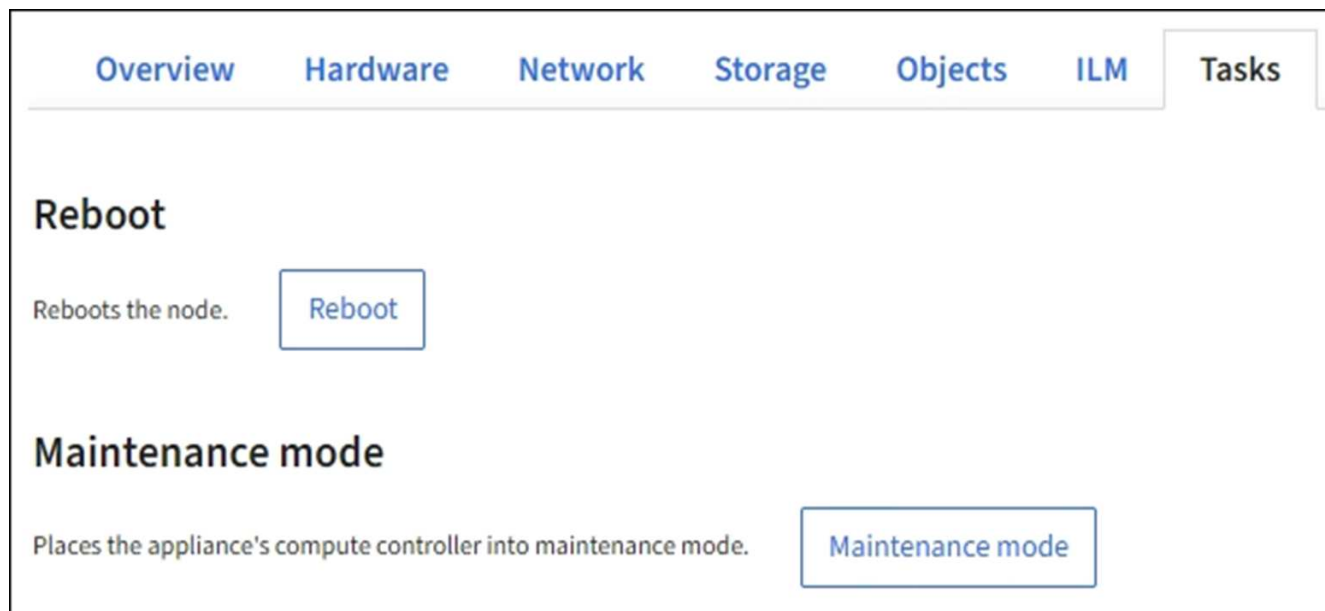 Overview Hardware Network Storage Objects ILM Tasks
Reboot
Reboots the node. Reboot
Maintenance mode
Places the appliance's compute controller into maintenance mode. Maintenance mode